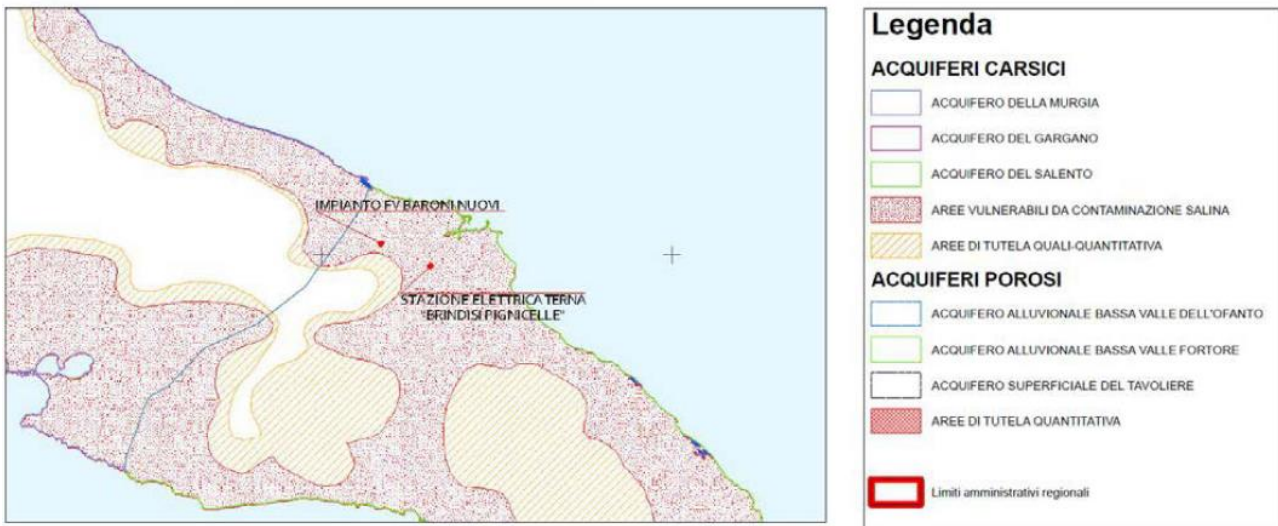 IMPIANTO FV BARONI NUOVI
STAZIONE ELETTRICA TERNA
"BRINDISI PIGNICELLE"
Legenda
ACQUIFERI CARSICI
ACQUIFERO DELLA MURGIA
ACQUIFERO DEL GARGANO
ACQUIFERO DEL SALENTO
AREE VULNERABILI DA CONTAMINAZIONE SALINA
AREE DI TUTELA QUALI-QUANTITATIVA
ACQUIFERI POROSI
ACQUIFERO ALLUVIONALE BASSA VALLE DELL'OFANTO
ACQUIFERO ALLUVIONALE BASSA VALLE FORTORE
ACQUIFERO SUPERFICIALE DEL TAVOLIERE
AREE DI TUTELA QUANTITATIVA
Limiti amministrativi regionali